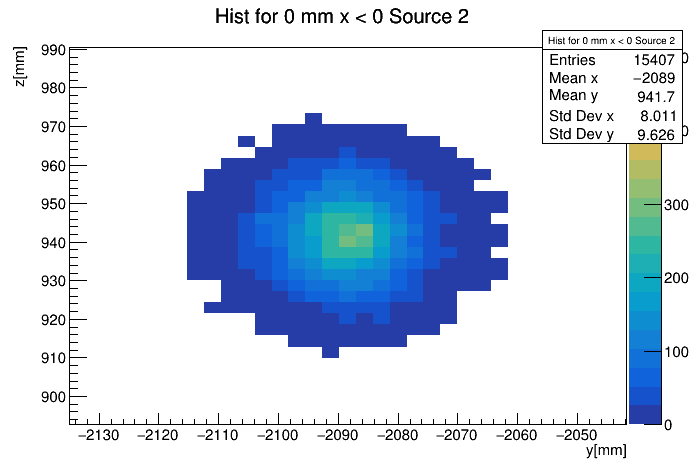 Hist for 0 mm x < 0 Source 2
z[mm]
990
980
970
960
950
940
930
920
910
900
Hist for 0 mm x < 0 Source 2
Entries 15407
Mean x −2089
Mean y 941.7
Std Dev x 8.011
Std Dev y 9.626
300
200
100
0
−2130 −2120 −2110 −2100 −2090 −2080 −2070 −2060 −2050
y[mm]